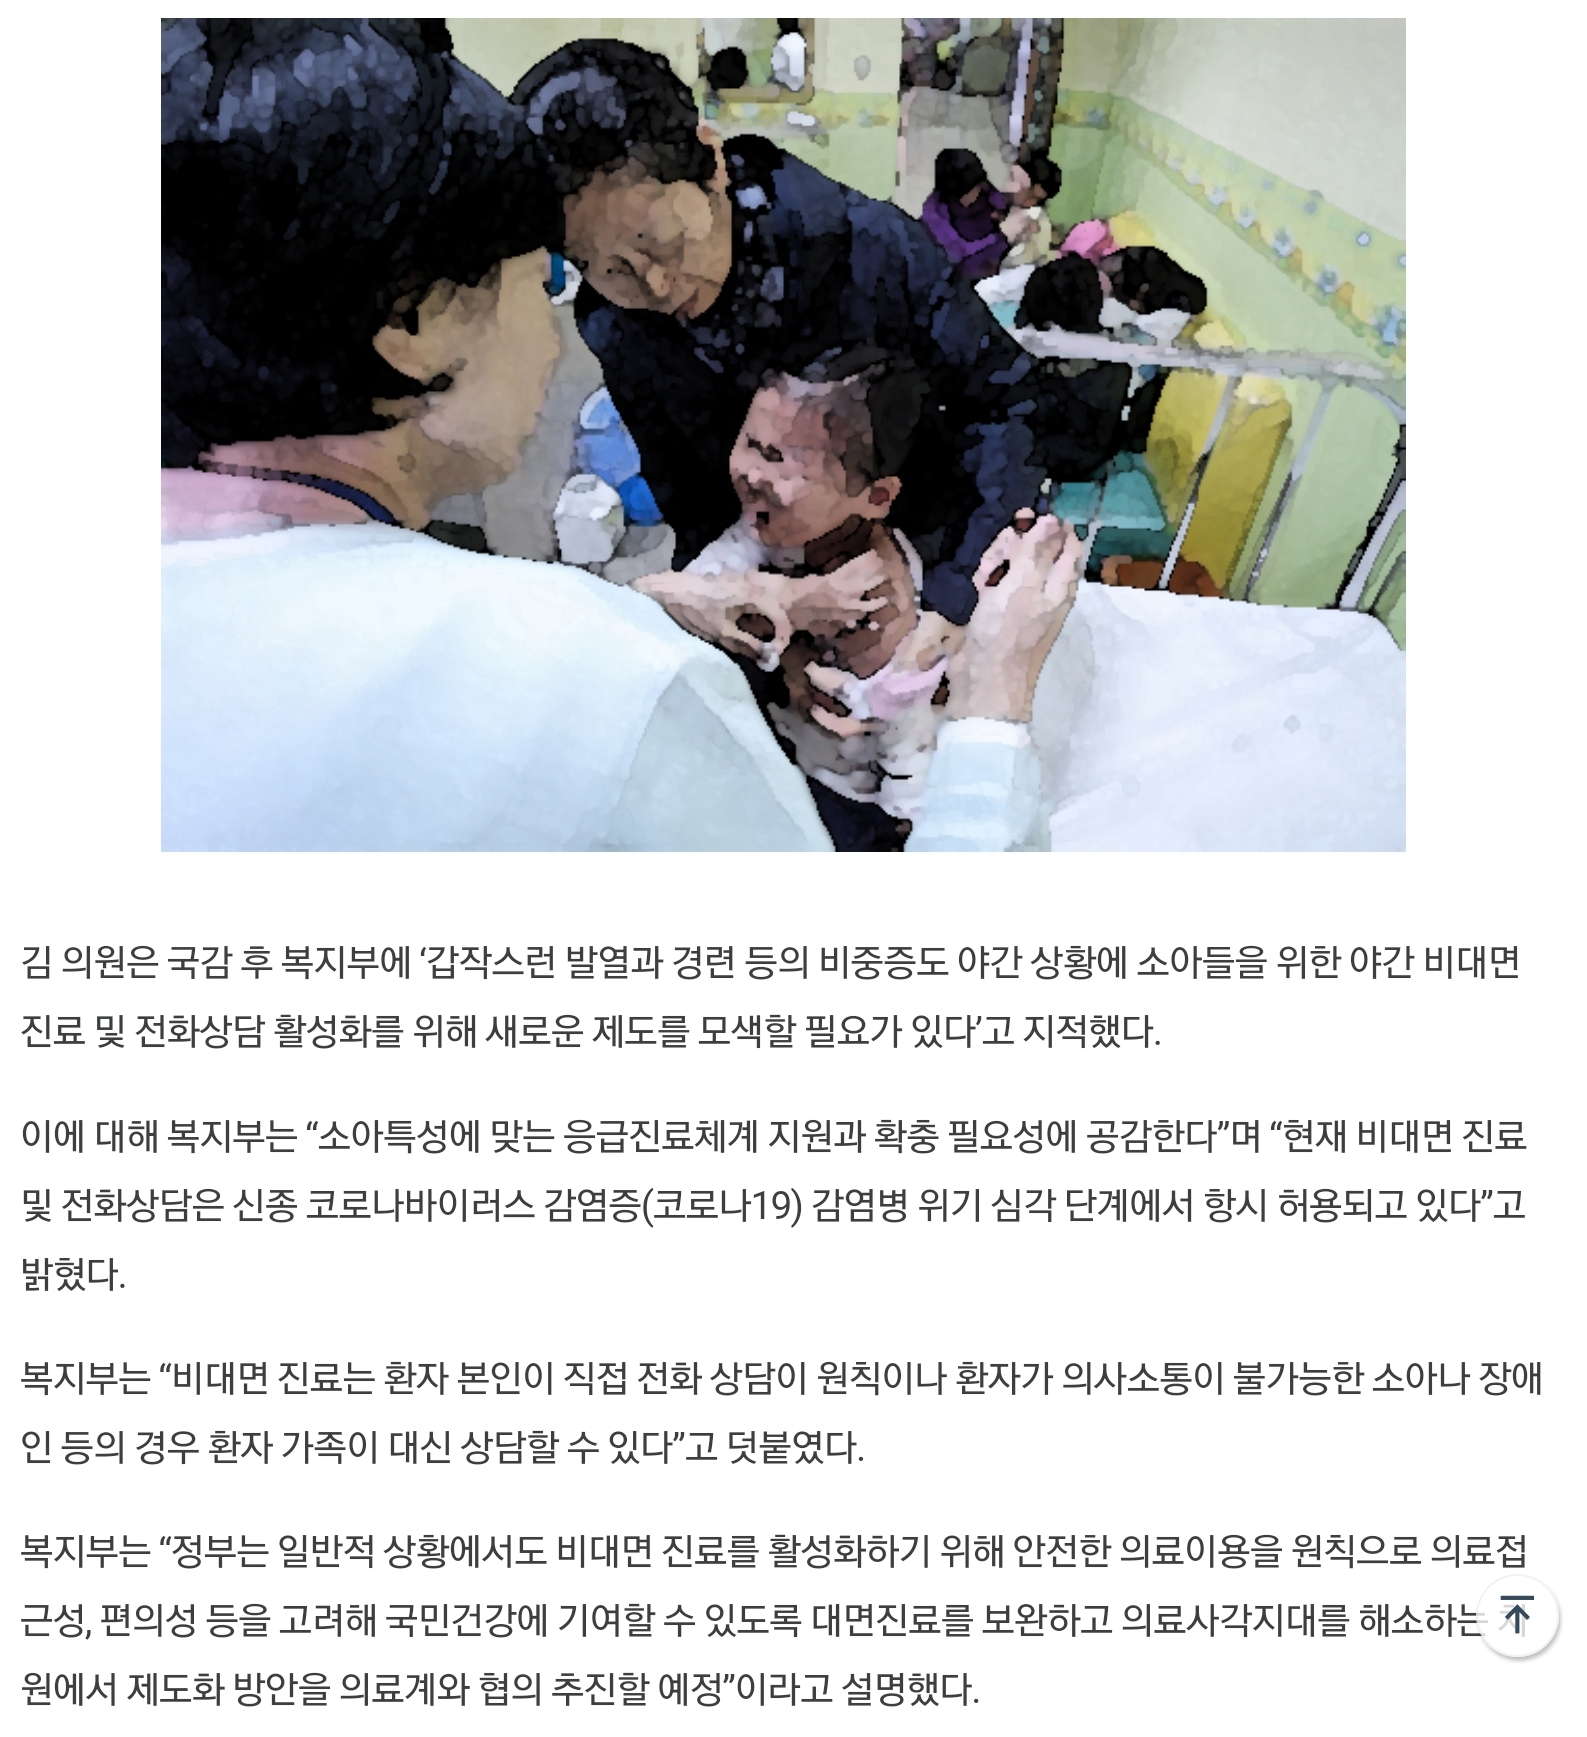 김 의원은 국감 후 복지부에 ‘갑작스런 발열과 경련 등의 비중증도 야간 상황에 소아들을 위한 야간 비대면
진료 및 전화상담 활성화를 위해 새로운 제도를 모색할 필요가 있다’고 지적했다.
이에 대해 복지부는 “소아특성에 맞는 응급진료체계 지원과 확충 필요성에 공감한다”며 “현재 비대면 진료
및 전화상담은 신종 코로나바이러스 감염증(코로나19) 감염병 위기 심각 단계에서 항시 허용되고 있다”고
밝혔다.
복지부는 “비대면 진료는 환자 본인이 직접 전화 상담이 원칙이나 환자가 의사소통이 불가능한 소아나 장애
인 등의 경우 환자 가족이 대신 상담할 수 있다”고 덧붙였다.
복지부는 “정부는 일반적 상황에서도 비대면 진료를 활성화하기 위해 안전한 의료이용을 원칙으로 의료접
근성, 편의성 등을 고려해 국민건강에 기여할 수 있도록 대면진료를 보완하고 의료사각지대를 해소하는
원에서 제도화 방안을 의료계와 협의 추진할 예정”이라고 설명했다.